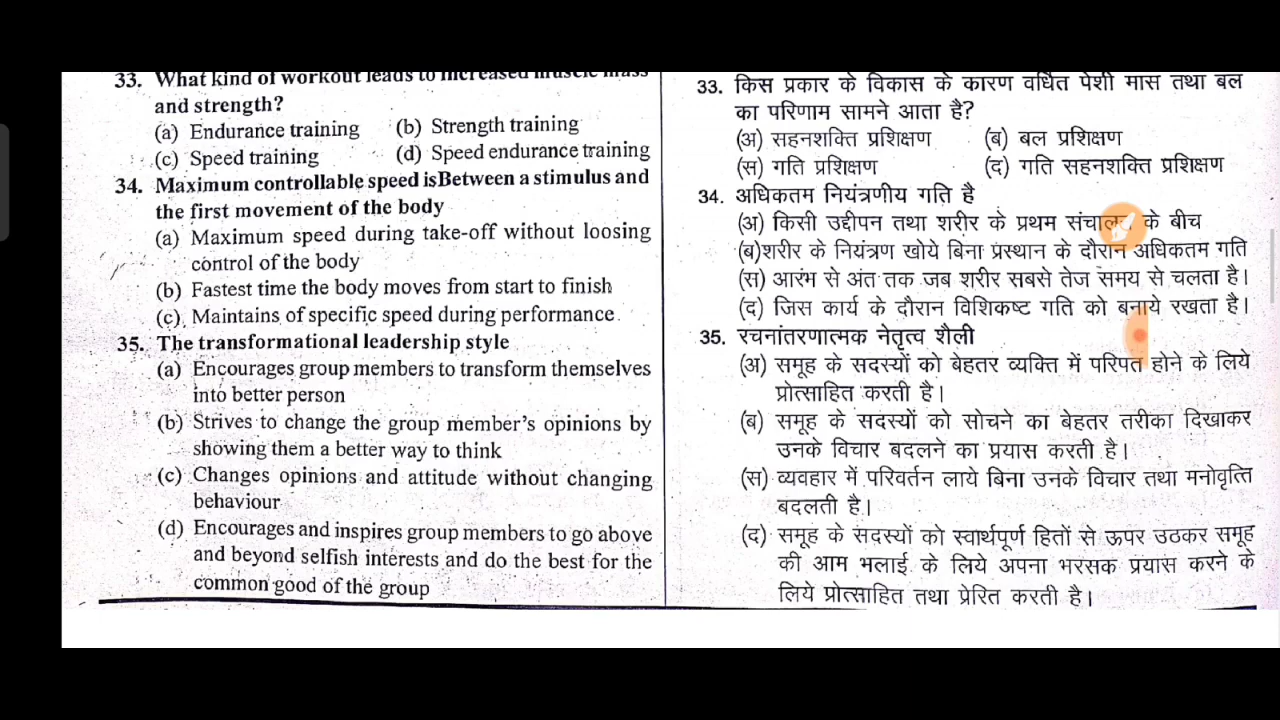 33. What kind of workout leads to increased muscle mass
and strength?
(a) Endurance training (b) Strength training
(c) Speed training (d) Speed endurance training
34. Maximum controllable speed isBetween a stimulus and
the first movement of the body
(a) Maximum speed during take-off without loosing
control of the body
(b) Fastest time the body moves from start to finish
(c) Maintains of specific speed during performance
35. The transformational leadership style
(a) Encourages group members to transform themselves
into better person
(b) Strives to change the group member's opinions by
showing them a better way to think
(c) Changes opinions and attitude without changing
behaviour
(d) Encourages and inspires group members to go above
and beyond selfish interests and do the best for the
common good of the group
33. किस प्रकार के विकास के कारण वर्धित पेशी मास तथा बल
का परिणाम सामने आता है?
(अ) सहनशक्ति प्रशिक्षण (ब) बल प्रशिक्षण
(स) गति प्रशिक्षण (द) गति सहनशक्ति प्रशिक्षण
34. अधिकतम नियंत्रणीय गति है
(अ) किसी उद्दीपन तथा शरीर के प्रथम के बीच
(ब)शरीर के नियंत्रण खोये बिना प्रस्थान के दौरान अधिकतम गति
(स) आरंभ से अंत तक जब शरीर सबसे तेज समय से चलता है।
(द) जिस कार्य के दौरान विशिकष्ट गति को बनाये रखता है।
35. रचनांतरणात्मक नेतृत्व शैली
(अ) समूह के सदस्यों को बेहतर व्यक्ति में परिपत होने के लिये
प्रोत्साहित करती है।
(ब) समूह के सदस्यों को सोचने का बेहतर तरीका दिखाकर
उनके विचार बदलने का प्रयास करती है।
(स) व्यवहार में परिवर्तन लाये बिना उनके विचार तथा मनोवृत्ति
बदलती है।
(द) समूह के सदस्यों को स्वार्थपूर्ण हितों से ऊपर उठकर समूह
की आम भलाई के लिये अपना भरसक प्रयास करने के
लिये प्रोत्साहित तथा प्रेरित करती है।